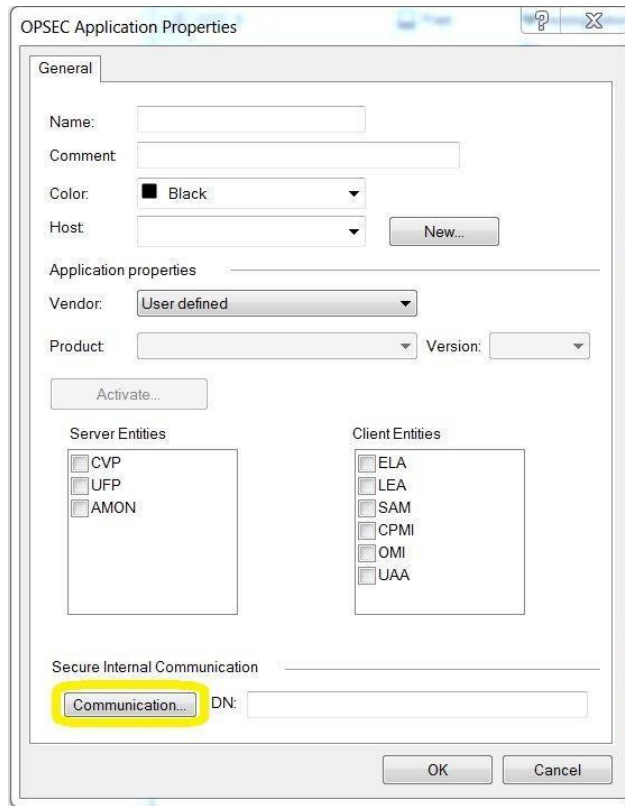 OPSEC Application Properties
General
Name:
Comment
Color:
Black
Host
New...
Application properties
Vendor:
User defined
Product
Version:
Activate...
Server Entities
Client Entities
CVP
UFP
AMON
ELA
LEA
SAM
CPMI
OMI
UAA
Secure Internal Communication
Communication...
DN:
OK
Cancel